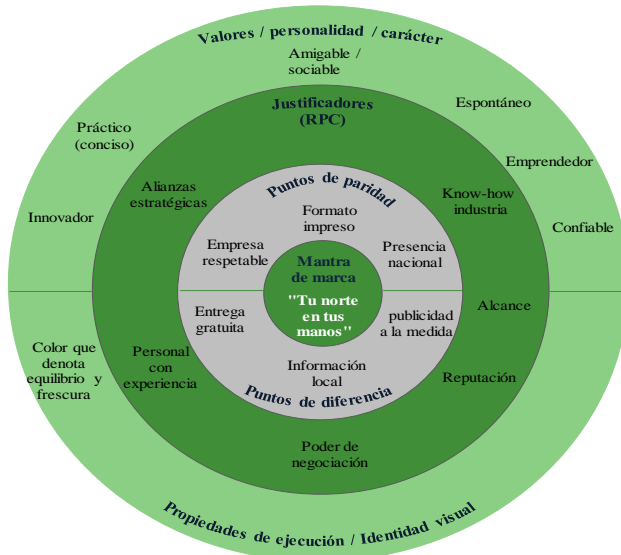 Valores / personalidad / carácter
Amigable /
sociable
Espontáneo
Práctico
(conciso)
Emprendedor
Innovador
Confiable
Justificadores
(RPC)
Alianzas
estratégicas
Know-how
industria
Puntos de paridad
Formato
impreso
Empresa
respetable
Presencia
nacional
Mantra
de marca
"Tu norte
en tus
manos"
Entrega
gratuita
publicidad
a la medida
Información
local
Puntos de diferencia
Alcance
Personal
con
experiencia
Reputación
Poder de
negociación
Color que
denota
equilibrio y
frescura
Propiedades de ejecución / Identidad visual